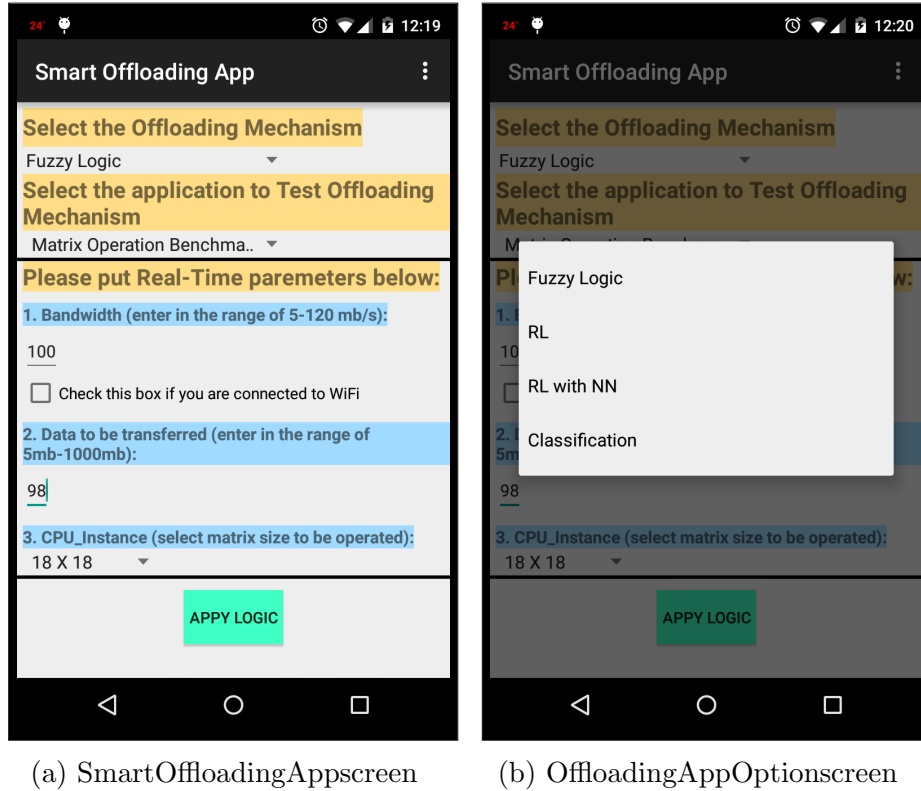 24°
12:19
Smart Offloading App
Select the Offloading Mechanism
Fuzzy Logic
Select the application to Test Offloading
Mechanism
Matrix Operation Benchma..
Please put Real-Time paremeters below:
1. Bandwidth (enter in the range of 5-120 mb/s):
100
Check this box if you are connected to WiFi
2. Data to be transferred (enter in the range of
5mb-1000mb):
98
3. CPU_Instance (select matrix size to be operated):
18 X 18
APPY LOGIC
(a) SmartOffloadingAppscreen
24°
12:20
Smart Offloading App
Select the Offloading Mechanism
Fuzzy Logic
Select the application to Test Offloading
Mechanism
Fuzzy Logic
RL
RL with NN
Classification
98
3. CPU_Instance (select matrix size to be operated):
18 X 18
APPY LOGIC
(b) OffloadingAppOptionscreen